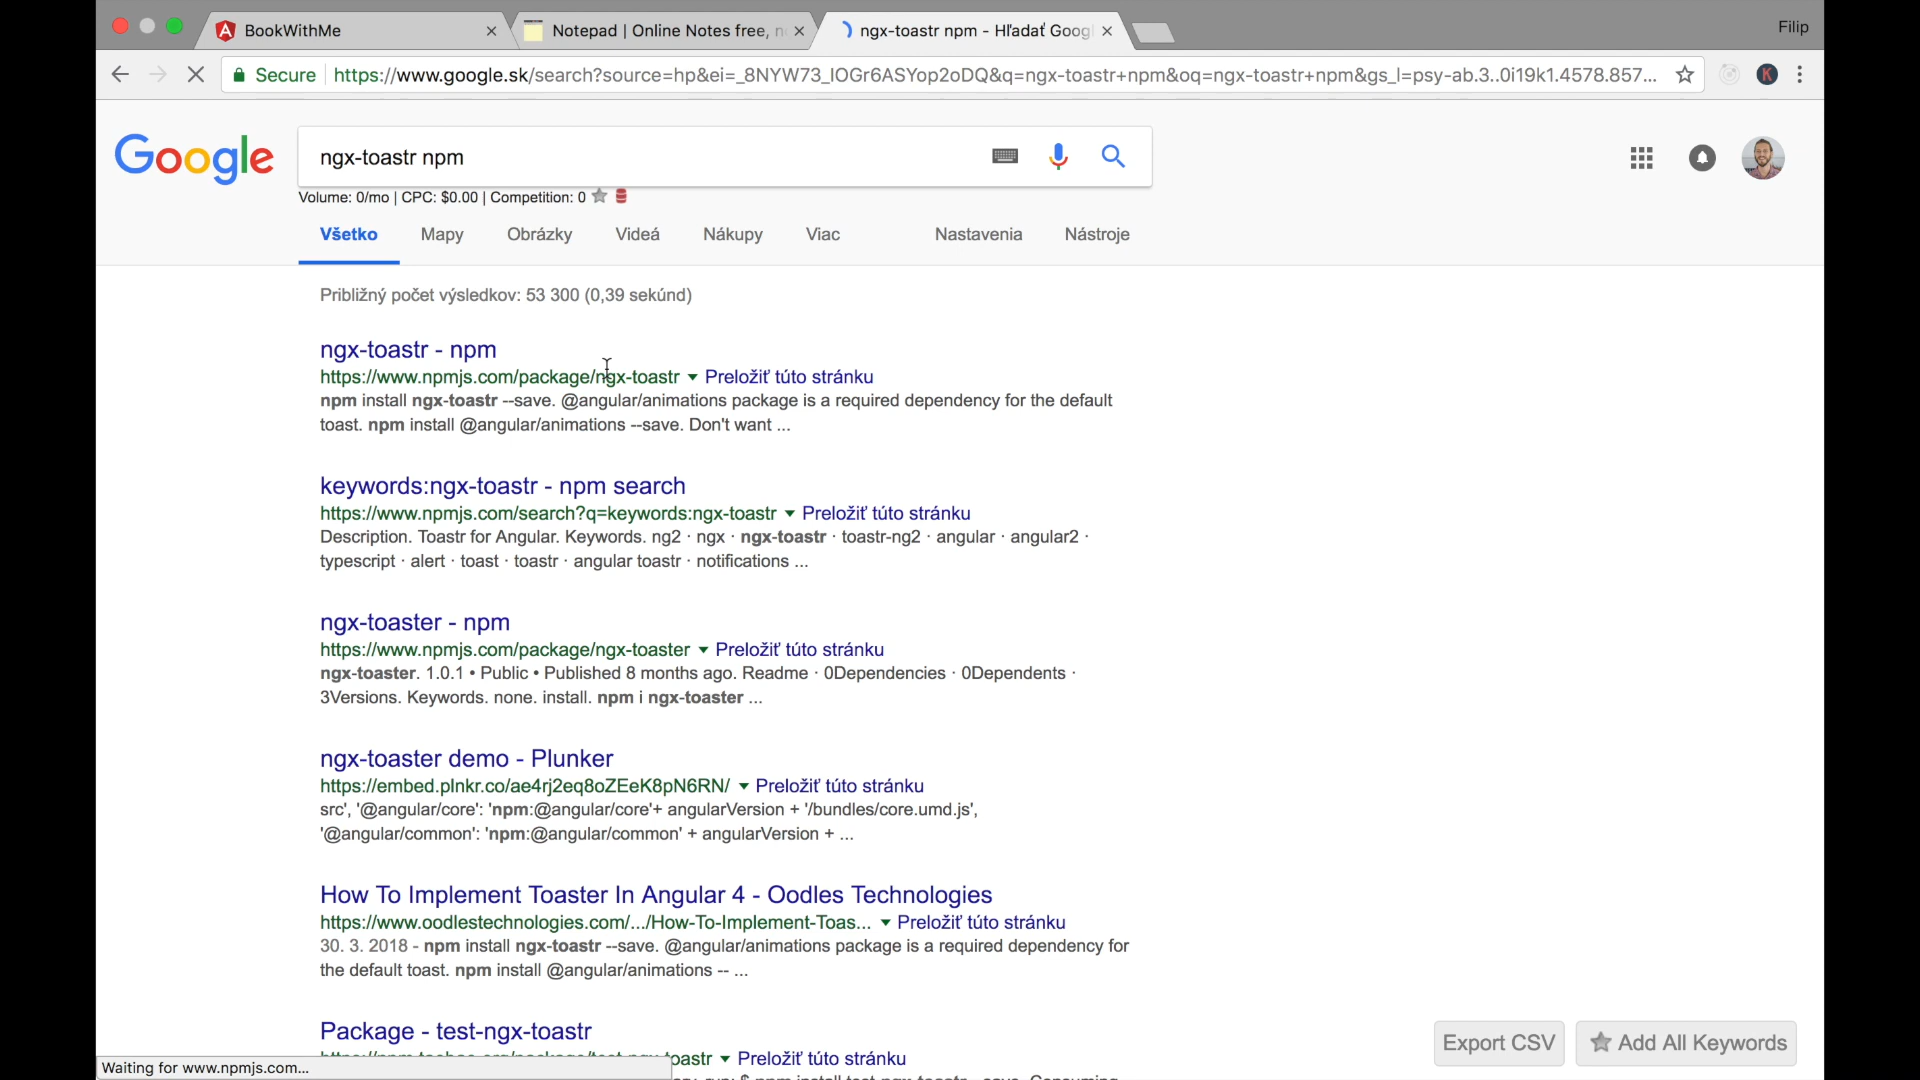 BookWithMe
Notepad | Online Notes free, n
ngx-toastr npm - Hľadať Goog
Filip
Secure
https://www.google.sk/search?source=hp&ei=_8NYW73_IOGr6ASYop2oDQ&q=ngx-toastr+npm&oq=ngx-toastr+npm&gs_l=psy-ab.3..0i19k1.4578.857...
K
Google
ngx-toastr npm
Volume: 0/mo | CPC: $0.00 | Competition: 0
Všetko Mapy Obrázky Videá Nákupy Viac Nastavenia Nástroje
Približný počet výsledkov: 53 300 (0,39 sekúnd)
ngx-toastr - npm
https://www.npmjs.com/package/ngx-toastr Preložiť túto stránku
npm install ngx-toastr --save. @angular/animations package is a required dependency for the default
toast. npm install @angular/animations --save. Don't want ...
keywords:ngx-toastr - npm search
https://www.npmjs.com/search?q=keywords:ngx-toastr Preložiť túto stránku
Description. Toastr for Angular. Keywords. ng2 · ngx · ngx-toastr · toastr-ng2 · angular · angular2 ·
typescript · alert · toast · toastr · angular toastr · notifications ...
ngx-toaster - npm
https://www.npmjs.com/package/ngx-toaster Preložiť túto stránku
ngx-toaster. 1.0.1 • Public • Published 8 months ago. Readme · 0Dependencies · 0Dependents ·
3Versions. Keywords. none. install. npm i ngx-toaster ...
ngx-toaster demo - Plunker
https://embed.plnkr.co/ae4rj2eq8oZEeK8pN6RN/ Preložiť túto stránku
src', '@angular/core': 'npm:@angular/core'+ angularVersion + '/bundles/core.umd.js',
'@angular/common': 'npm:@angular/common' + angularVersion + ...
How To Implement Toaster In Angular 4 - Oodles Technologies
https://www.oodlestechnologies.com/.../How-To-Implement-Toas... Preložiť túto stránku
30. 3. 2018 - npm install ngx-toastr --save. @angular/animations package is a required dependency for
the default toast. npm install @angular/animations -- ...
Package - test-ngx-toastr
oastr Preložiť túto stránku
Export CSV
Add All Keywords
Waiting for www.npmjs.com...